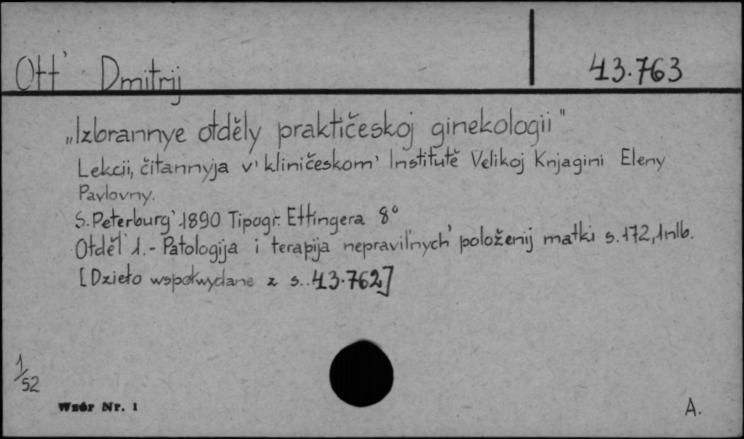 Ott' Dmitrij
43.763
„Izbrannye otděly praktičeskoj ginekologii"
Lekcii, čitannyja v' kliničeskom' Institutě Velikoj Knjagini Eleny
Pavlovny.
S. Peterburg' 1890 Tipogr. Ettingera 8°
Otděl' 1. - Patologija i terapija nepravil'nych' položenij matki s. 172, 1nlb.
[Dzieło współwydane z s.. 43.762]
1/52
Wzór Nr. 1
A.